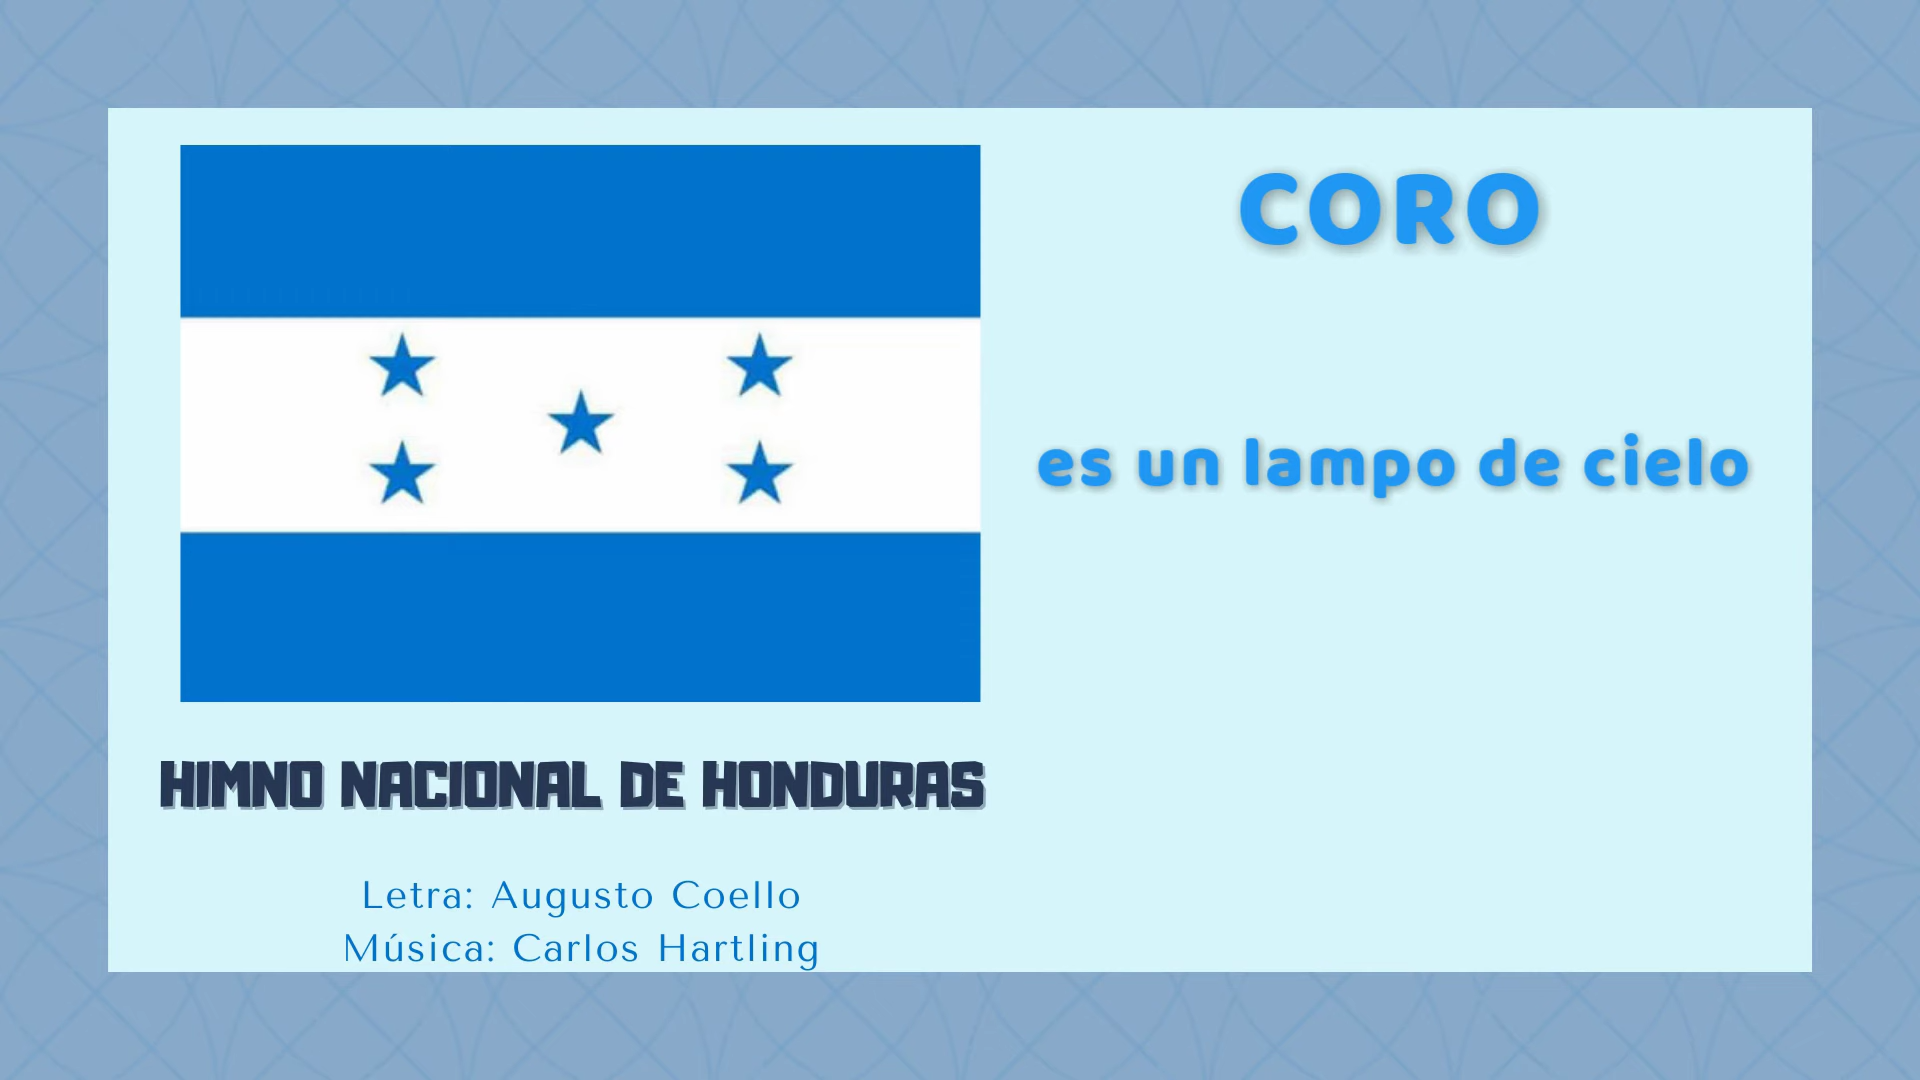 CORO
es un lampo de cielo
HIMNO NACIONAL DE HONDURAS
Letra: Augusto Coello
Música: Carlos Hartling